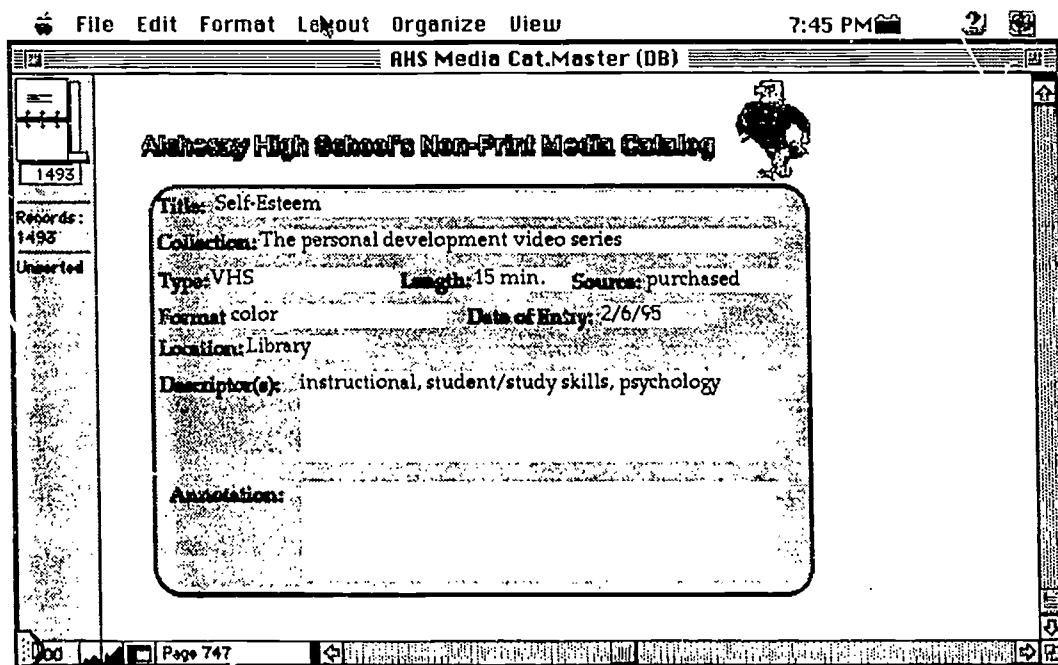 File Edit Format Layout Organize View 7:45 PM
AHS Media Cat.Master (DB)
High School's Non-Print Media Catalog
1493
Records:
1493
Unsorted
Title: Self-Esteem
Collection: The personal development video series
Type: VHS Length: 15 min. Source: purchased
Format color Date of Entry: 2/6/95
Location: Library
Descriptor(s): instructional, student/study skills, psychology
Annotation:
Page 747